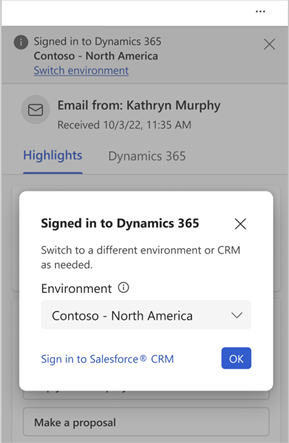 ...
Signed in to Dynamics 365
Contoso - North America
Switch environment
Email from: Kathryn Murphy
Received 10/3/22, 11:35 AM
Highlights
Dynamics 365
Signed in to Dynamics 365
Switch to a different environment or CRM
as needed.
Environment
Contoso - North America
Sign in to Salesforce® CRM
OK
Make a proposal